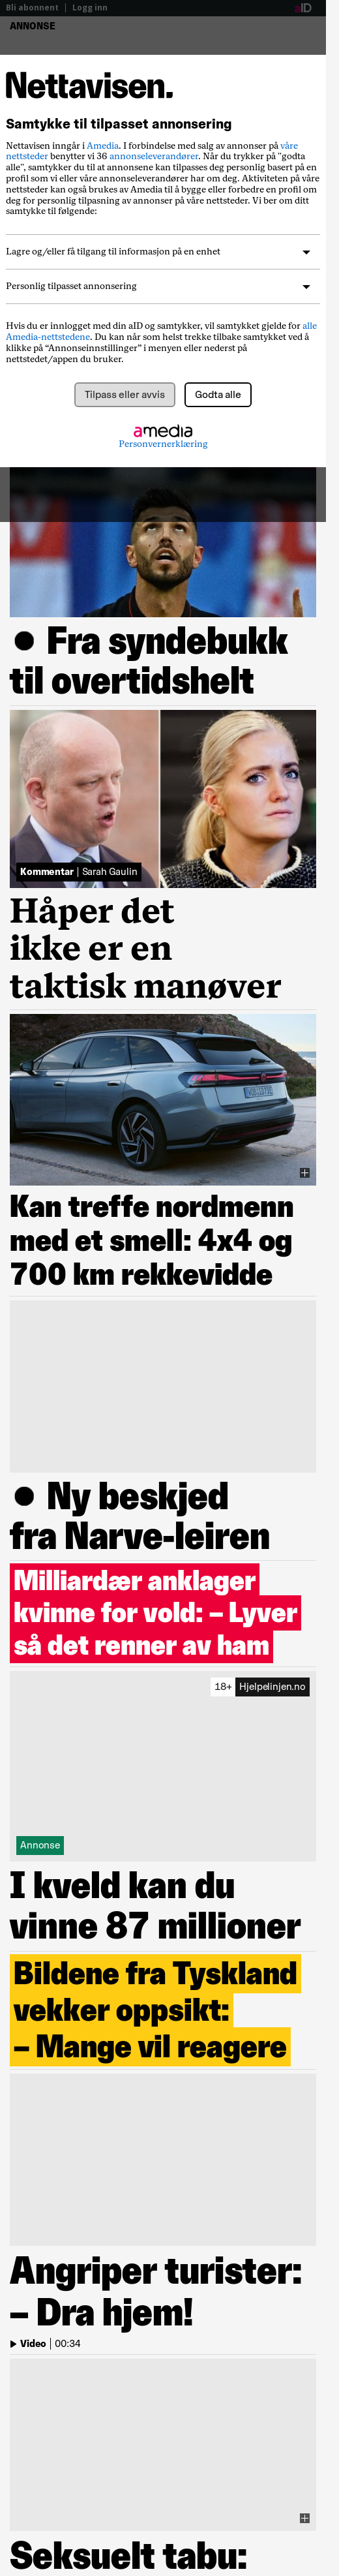 Bli abonnent | Logg inn
aID
ANNONSE
Nettavisen.
Samtykke til tilpasset annonsering
Nettavisen inngår i Amedia. I forbindelse med salg av annonser på våre
nettsteder benytter vi 36 annonseleverandører. Når du trykker på "godta
alle", samtykker du til at annonsene kan tilpasses deg personlig basert på en
profil som vi eller våre annonseleverandører har om deg. Aktiviteten på våre
nettsteder kan også brukes av Amedia til å bygge eller forbedre en profil om
deg for personlig tilpasning av annonser på våre nettsteder. Vi ber om ditt
samtykke til følgende:
Lagre og/eller få tilgang til informasjon på en enhet
Personlig tilpasset annonsering
Hvis du er innlogget med din aID og samtykker, vil samtykket gjelde for alle
Amedia-nettstedene. Du kan når som helst trekke tilbake samtykket ved å
klikke på “Annonseinnstillinger” i menyen eller nederst på
nettstedet/appen du bruker.
Tilpass eller avvis
Godta alle
amedia
Personvernerklæring
● Fra syndebukk
til overtidshelt
Kommentar | Sarah Gaulin
Håper det
ikke er en
taktisk manøver
Kan treffe nordmenn
med et smell: 4x4 og
700 km rekkevidde
● Ny beskjed
fra Narve-leiren
Milliardær anklager
kvinne for vold: – Lyver
så det renner av ham
18+ Hjelpelinjen.no
Annonse
I kveld kan du
vinne 87 millioner
Bildene fra Tyskland
vekker oppsikt:
– Mange vil reagere
Angriper turister:
– Dra hjem!
Video | 00:34
Seksuelt tabu: